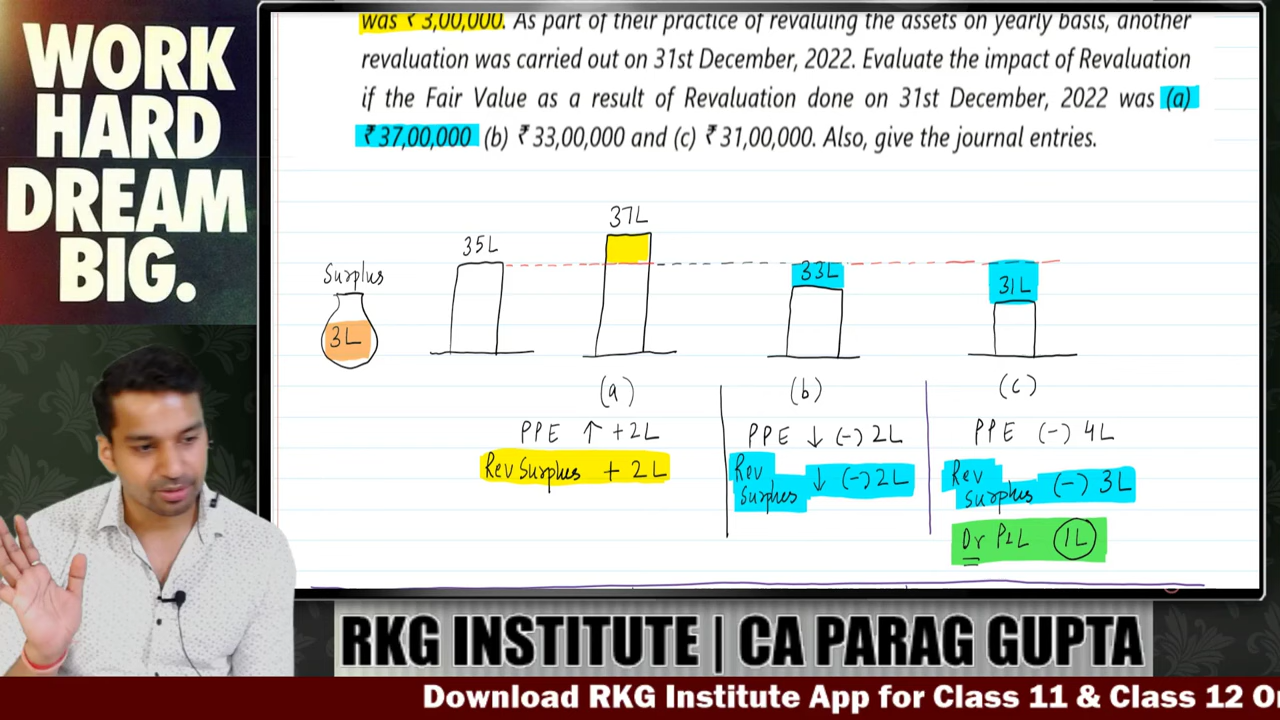 WORK
HARD
DREAM
BIG.
was ₹ 3,00,000. As part of their practice of revaluing the assets on yearly basis, another
revaluation was carried out on 31st December, 2022. Evaluate the impact of Revaluation
if the Fair Value as a result of Revaluation done on 31st December, 2022 was (a)
₹ 37,00,000 (b) ₹ 33,00,000 and (c) ₹ 31,00,000. Also, give the journal entries.
Surplus
3L
35L
37L
33L
31L
(a)
PPE ↑ +2L
Rev Surplus + 2L
(b)
PPE ↓ (-) 2L
Rev
Surplus ↓ (-) 2L
(c)
PPE (-) 4L
Rev
Surplus (-) 3L
Dr P&L 1L
RKG INSTITUTE | CA PARAG GUPTA
Download RKG Institute App for Class 11 & Class 12 O